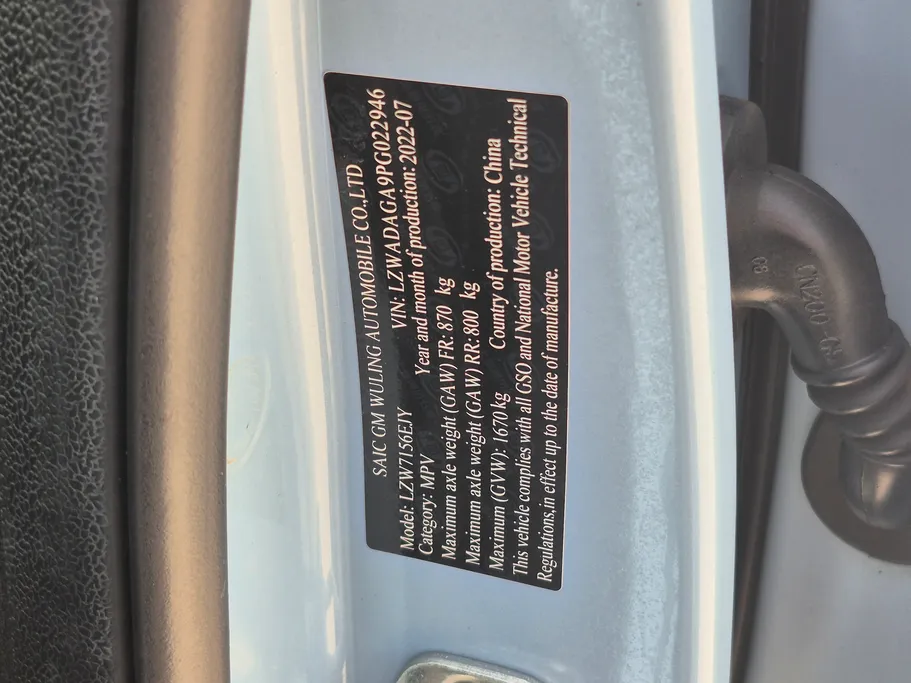 SAIC GM WULING AUTOMOBILE CO.,LTD
Model: LZW7156EJY VIN: LZWADAGA9PG022946
Category: MPV Year and month of production: 2022-07
Maximum axle weight (GAW) FR: 870 kg
Maximum axle weight (GAW) RR: 800 kg
Maximum (GVW): 1670kg Country of production: China
This vehicle complies with all GSO and National Motor Vehicle Technical
Regulations,in effect up to the date of manufacture.